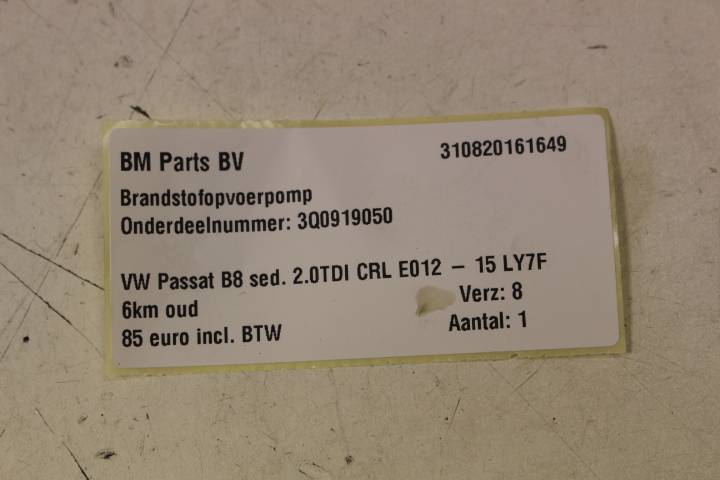 BM Parts BV 310820161649
Brandstofopvoerpomp
Onderdeelnummer: 3Q0919050
VW Passat B8 sed. 2.0TDI CRL E012 – 15 LY7F
6km oud Verz: 8
85 euro incl. BTW Aantal: 1